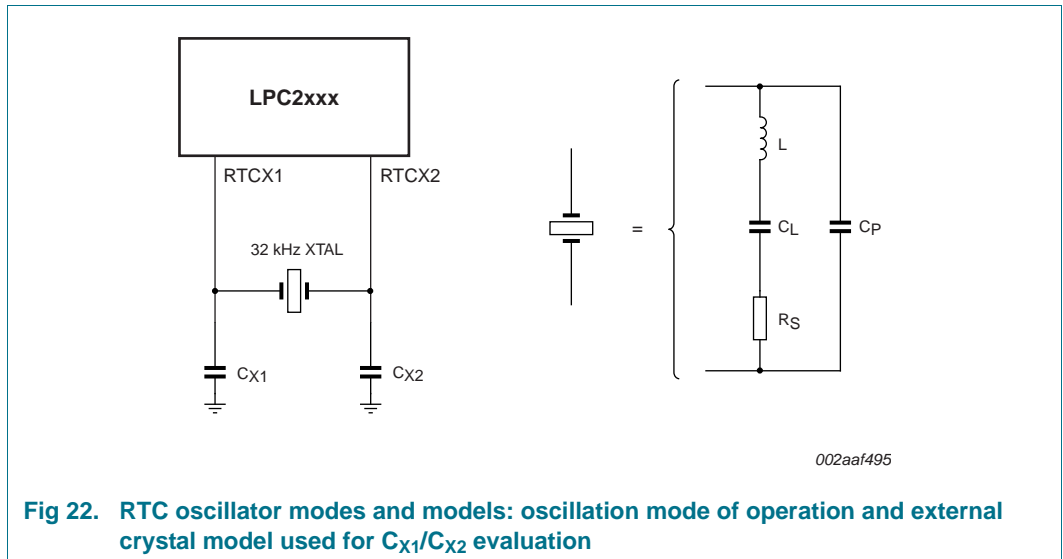 LPC2xxx
RTCX1
RTCX2
32 kHz XTAL
CX1
CX2
=
L
CL
CP
RS
002aaf495
Fig 22. RTC oscillator modes and models: oscillation mode of operation and external
crystal model used for CX1/CX2 evaluation